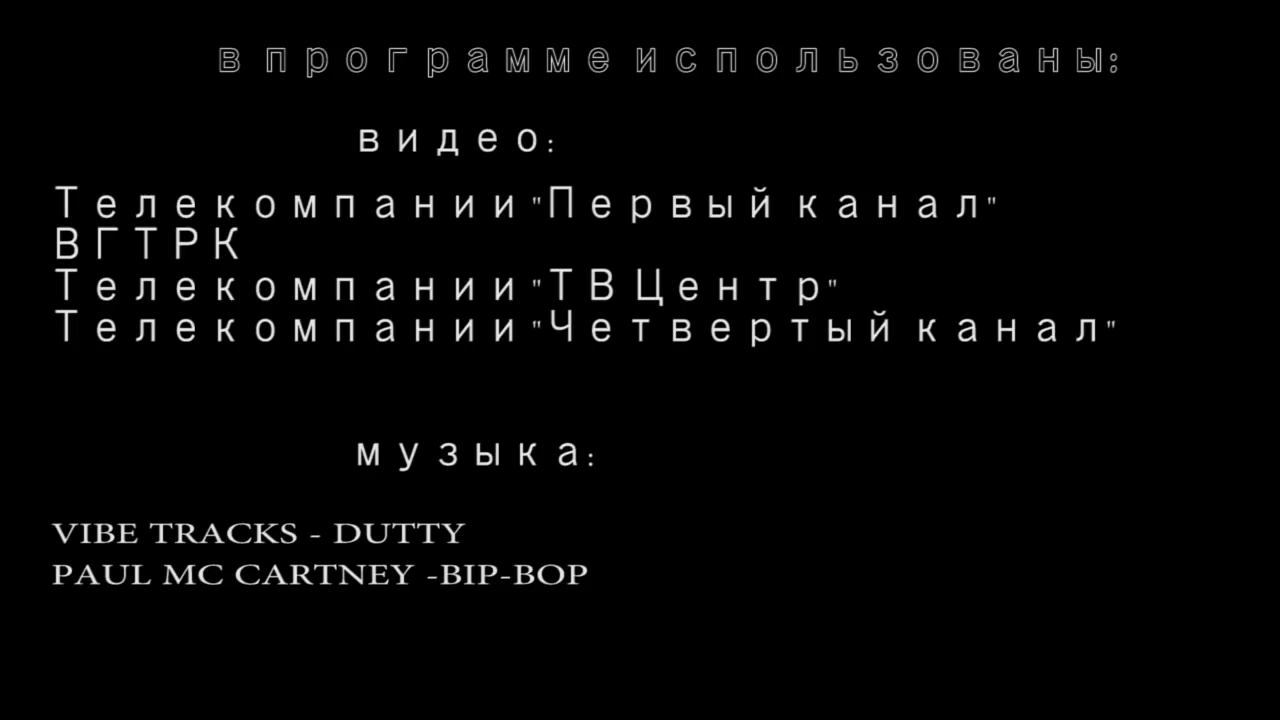 в программе использованы:
видео:
Телекомпании "Первый канал"
ВГТРК
Телекомпании "ТВ Центр"
Телекомпании "Четвертый канал"
музыка:
VIBE TRACKS - DUTTY
PAUL MC CARTNEY -BIP-BOP